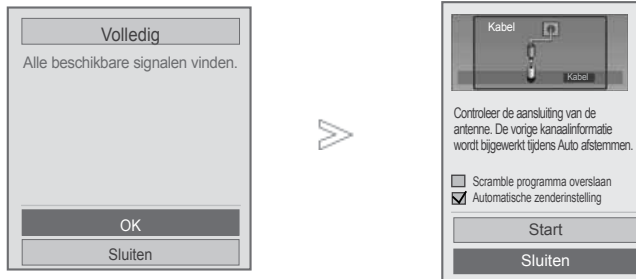 Volledig
Alle beschikbare signalen vinden.
OK
Sluiten
Kabel
Kabel
Controleer de aansluiting van de
antenne. De vorige kanaalinformatie
wordt bijgewerkt tijdens Auto afstemmen.
Scramble programma overslaan
Automatische zenderinstelling
Start
Sluiten